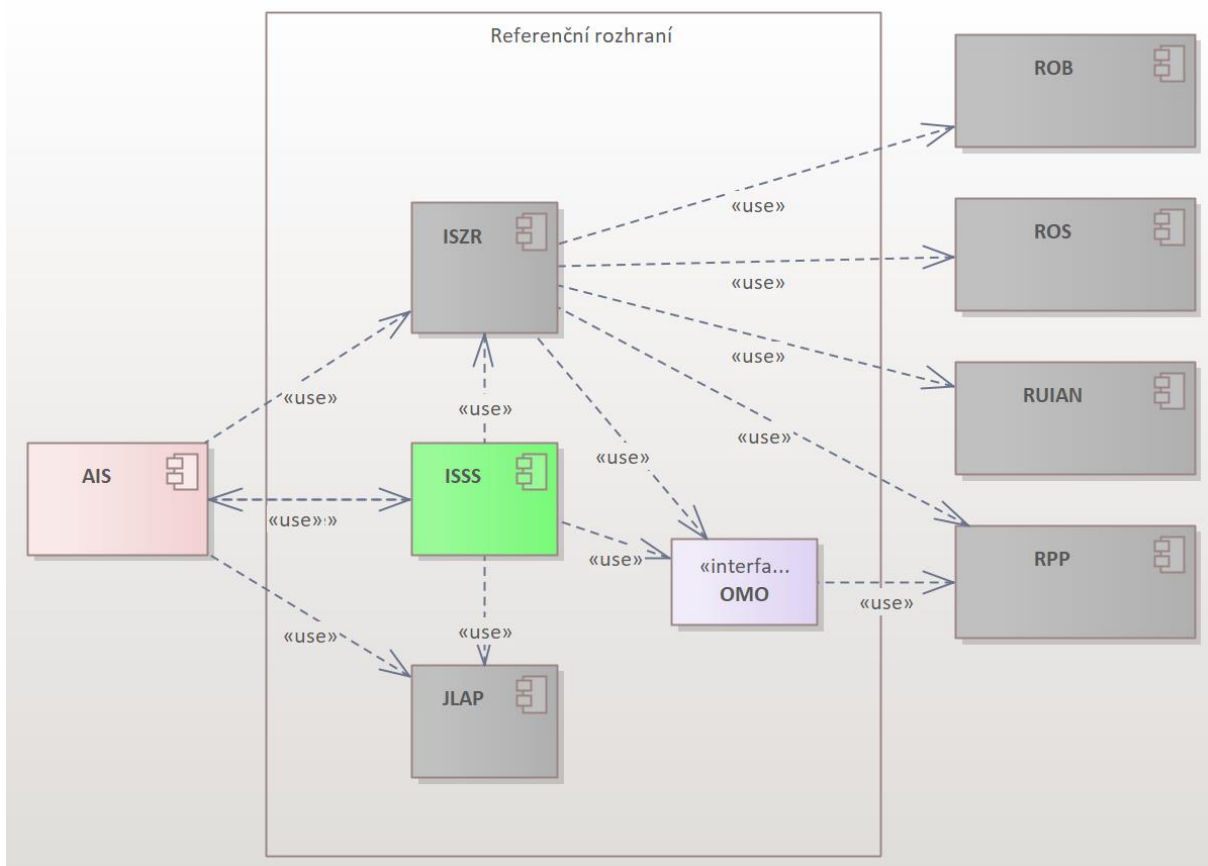 Referenční rozhraní
ROB
«use»
ISZR
ROS
«use»
«use»
RUIAN
«use»
«use»
«use»
«use»
AIS
ISSS
«use»
«use»
«interfa...
OMO
RPP
«use»
«use»
«use»
JLAP